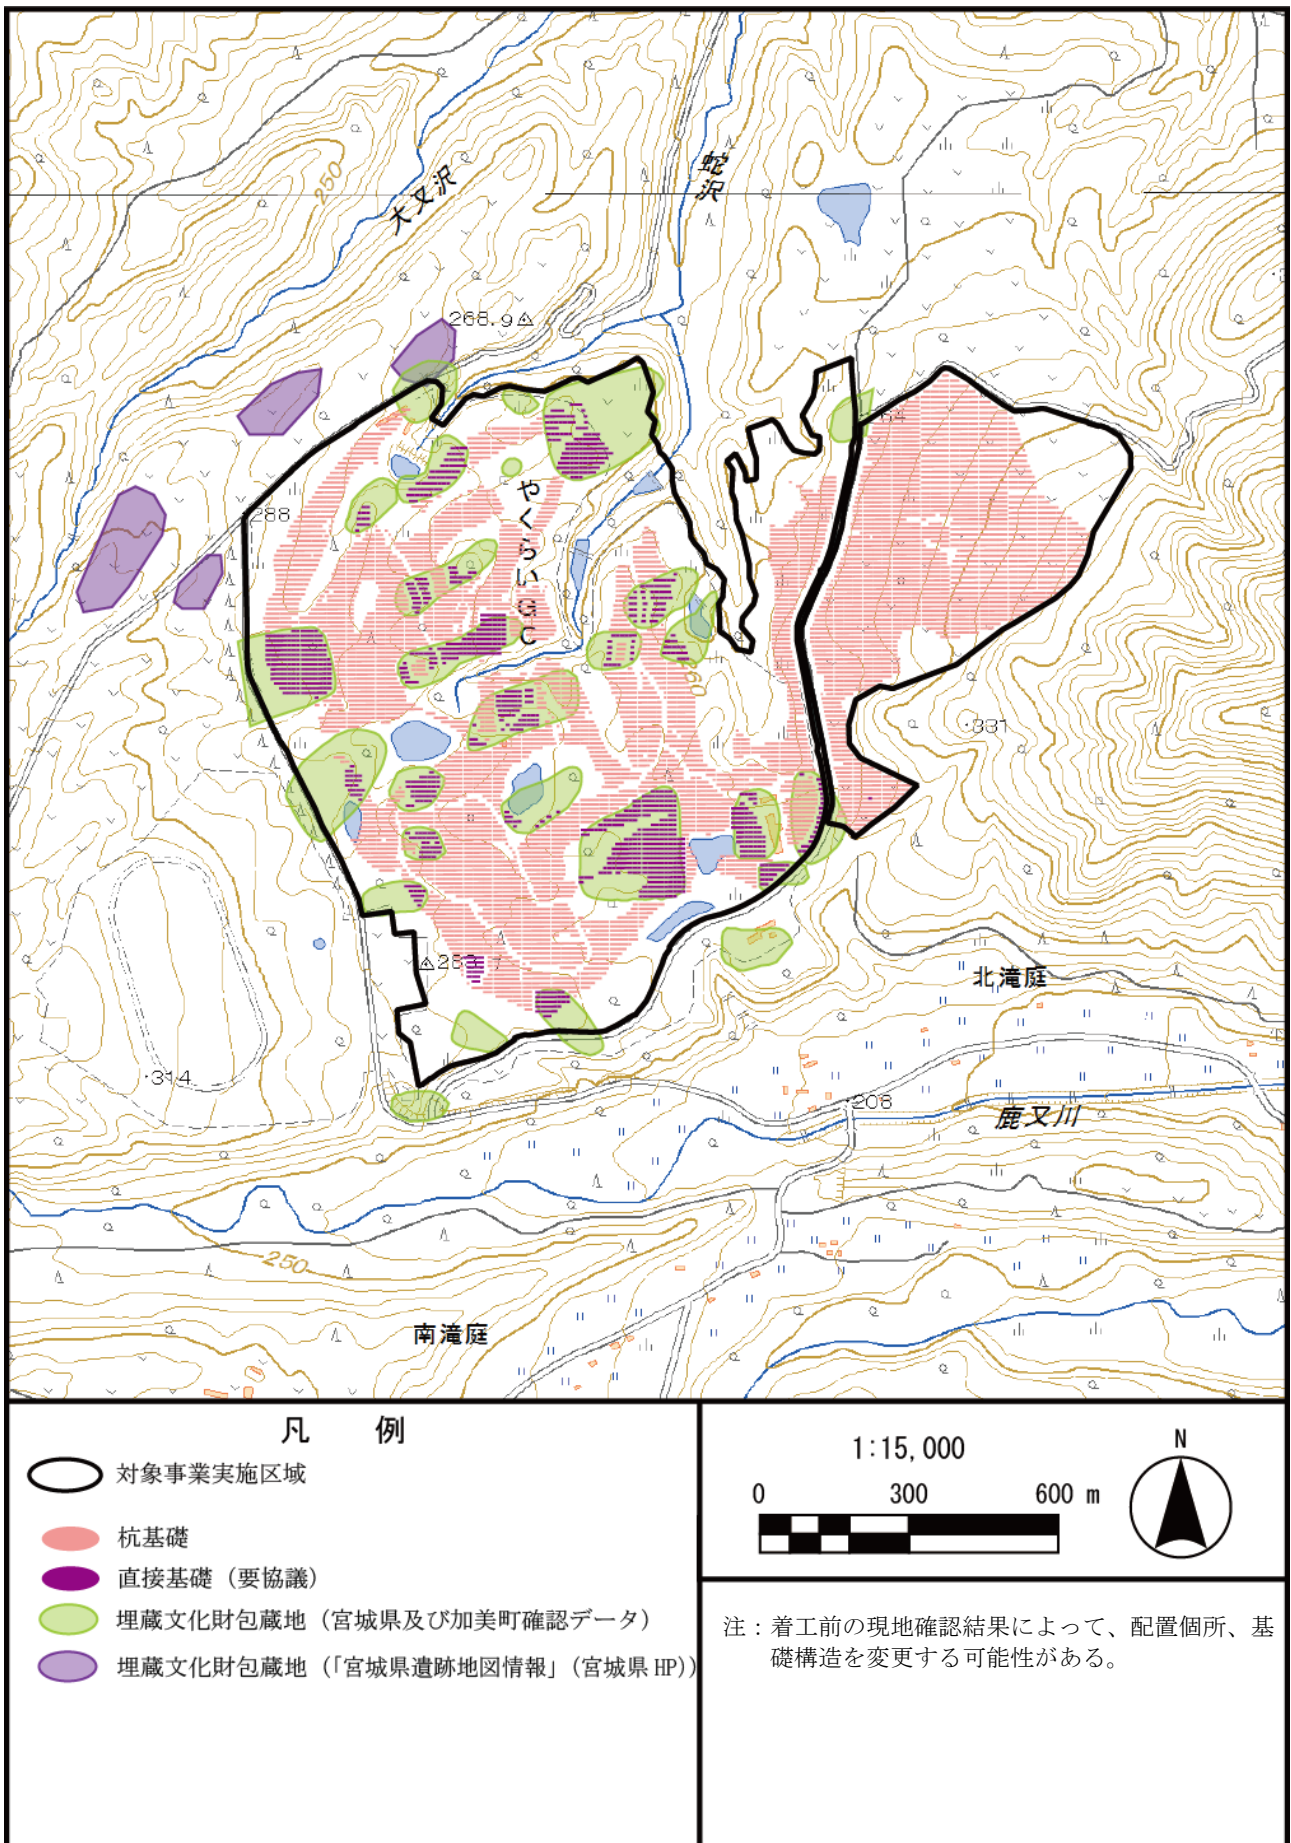 250
大又沢
蛇沢
268.9
64
288
やくらいGC
260
331
283.7
北滝庭
314
208
鹿又川
250
南滝庭
凡 例
対象事業実施区域
杭基礎
直接基礎（要協議）
埋蔵文化財包蔵地（宮城県及び加美町確認データ）
埋蔵文化財包蔵地（「宮城県遺跡地図情報」（宮城県 HP））
1:15,000
0 300 600 m
N
注：着工前の現地確認結果によって、配置個所、基
礎構造を変更する可能性がある。